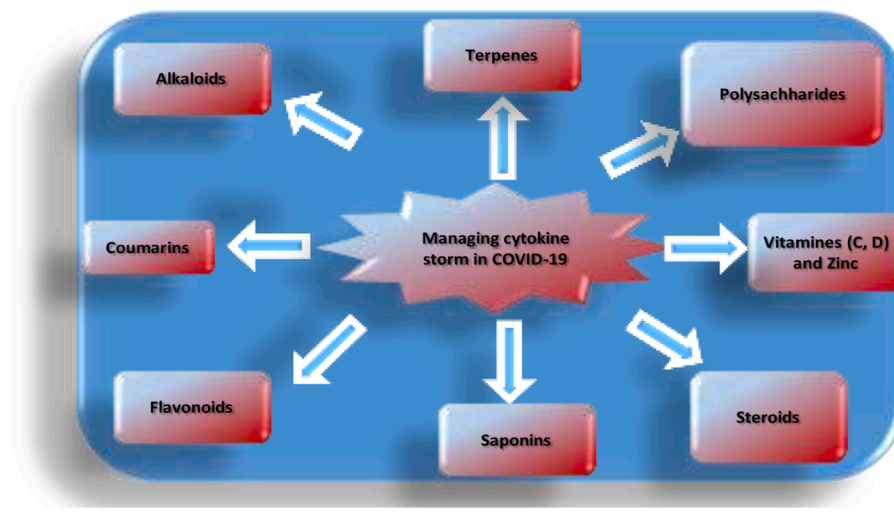 Alkaloids
Terpenes
Polysachharides
Coumarins
Managing cytokine
storm in COVID-19
Vitamines (C, D)
and Zinc
Flavonoids
Saponins
Steroids